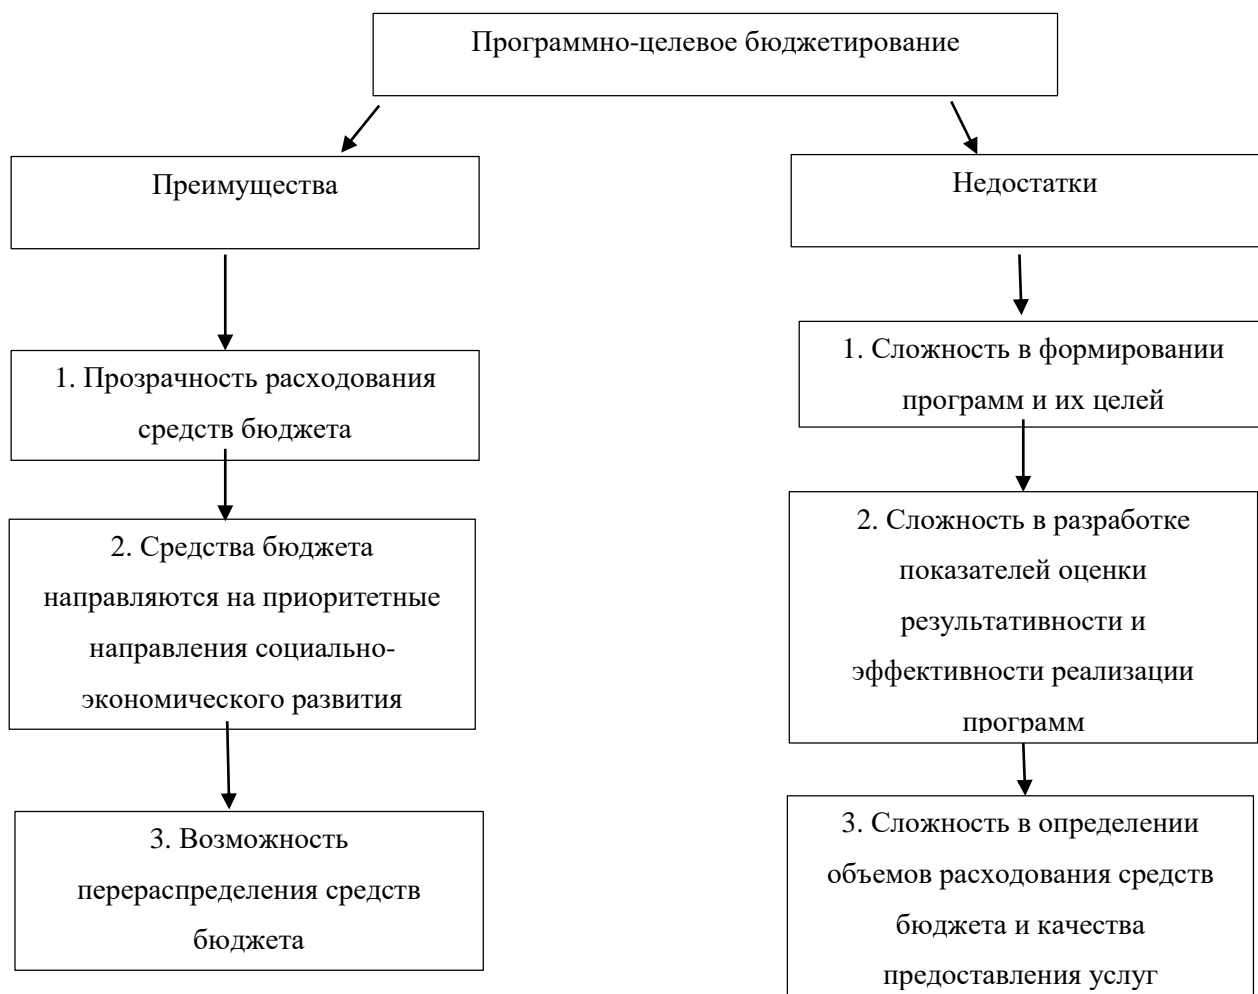 Программно-целевое бюджетирование
Преимущества
Недостатки
1. Прозрачность расходования
средств бюджета
2. Средства бюджета
направляются на приоритетные
направления социально-
экономического развития
3. Возможность
перераспределения средств
бюджета
1. Сложность в формировании
программ и их целей
2. Сложность в разработке
показателей оценки
результативности и
эффективности реализации
программ
3. Сложность в определении
объемов расходования средств
бюджета и качества
предоставления услуг